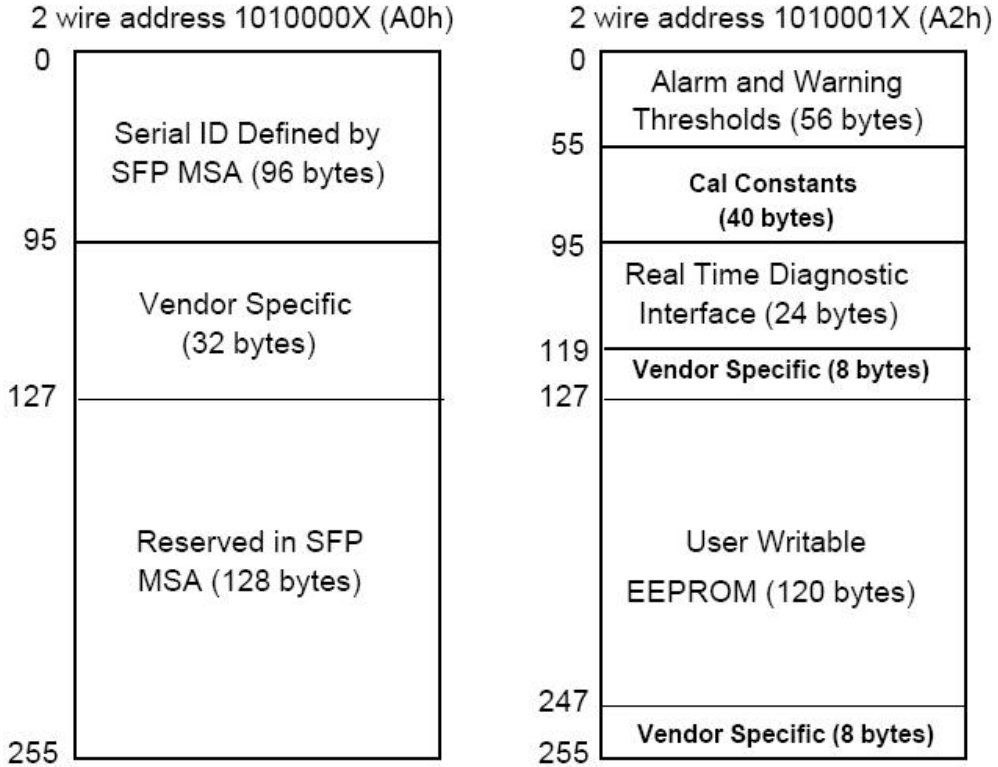 2 wire address 1010000X (A0h)
0
Serial ID Defined by
SFP MSA (96 bytes)
95
Vendor Specific
(32 bytes)
127
Reserved in SFP
MSA (128 bytes)
255
2 wire address 1010001X (A2h)
0
Alarm and Warning
Thresholds (56 bytes)
55
Cal Constants
(40 bytes)
95
Real Time Diagnostic
Interface (24 bytes)
119
Vendor Specific (8 bytes)
127
User Writable
EEPROM (120 bytes)
247
Vendor Specific (8 bytes)
255